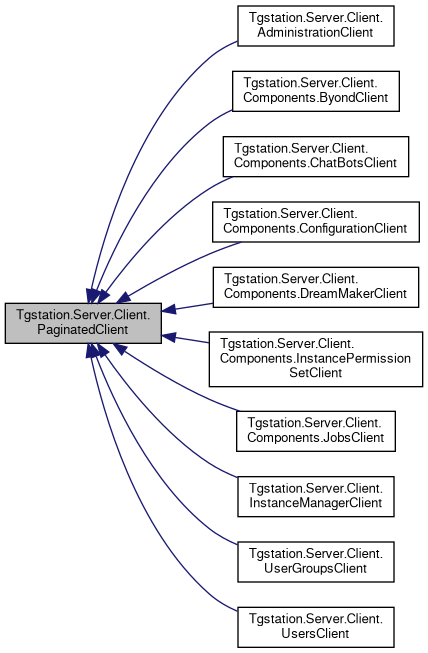 Tgstation.Server.Client.
AdministrationClient
Tgstation.Server.Client.
Components.ByondClient
Tgstation.Server.Client.
Components.ChatBotsClient
Tgstation.Server.Client.
Components.ConfigurationClient
Tgstation.Server.Client.
Components.DreamMakerClient
Tgstation.Server.Client.
PaginatedClient
Tgstation.Server.Client.
Components.InstancePermission
SetClient
Tgstation.Server.Client.
Components.JobsClient
Tgstation.Server.Client.
InstanceManagerClient
Tgstation.Server.Client.
UserGroupsClient
Tgstation.Server.Client.
UsersClient